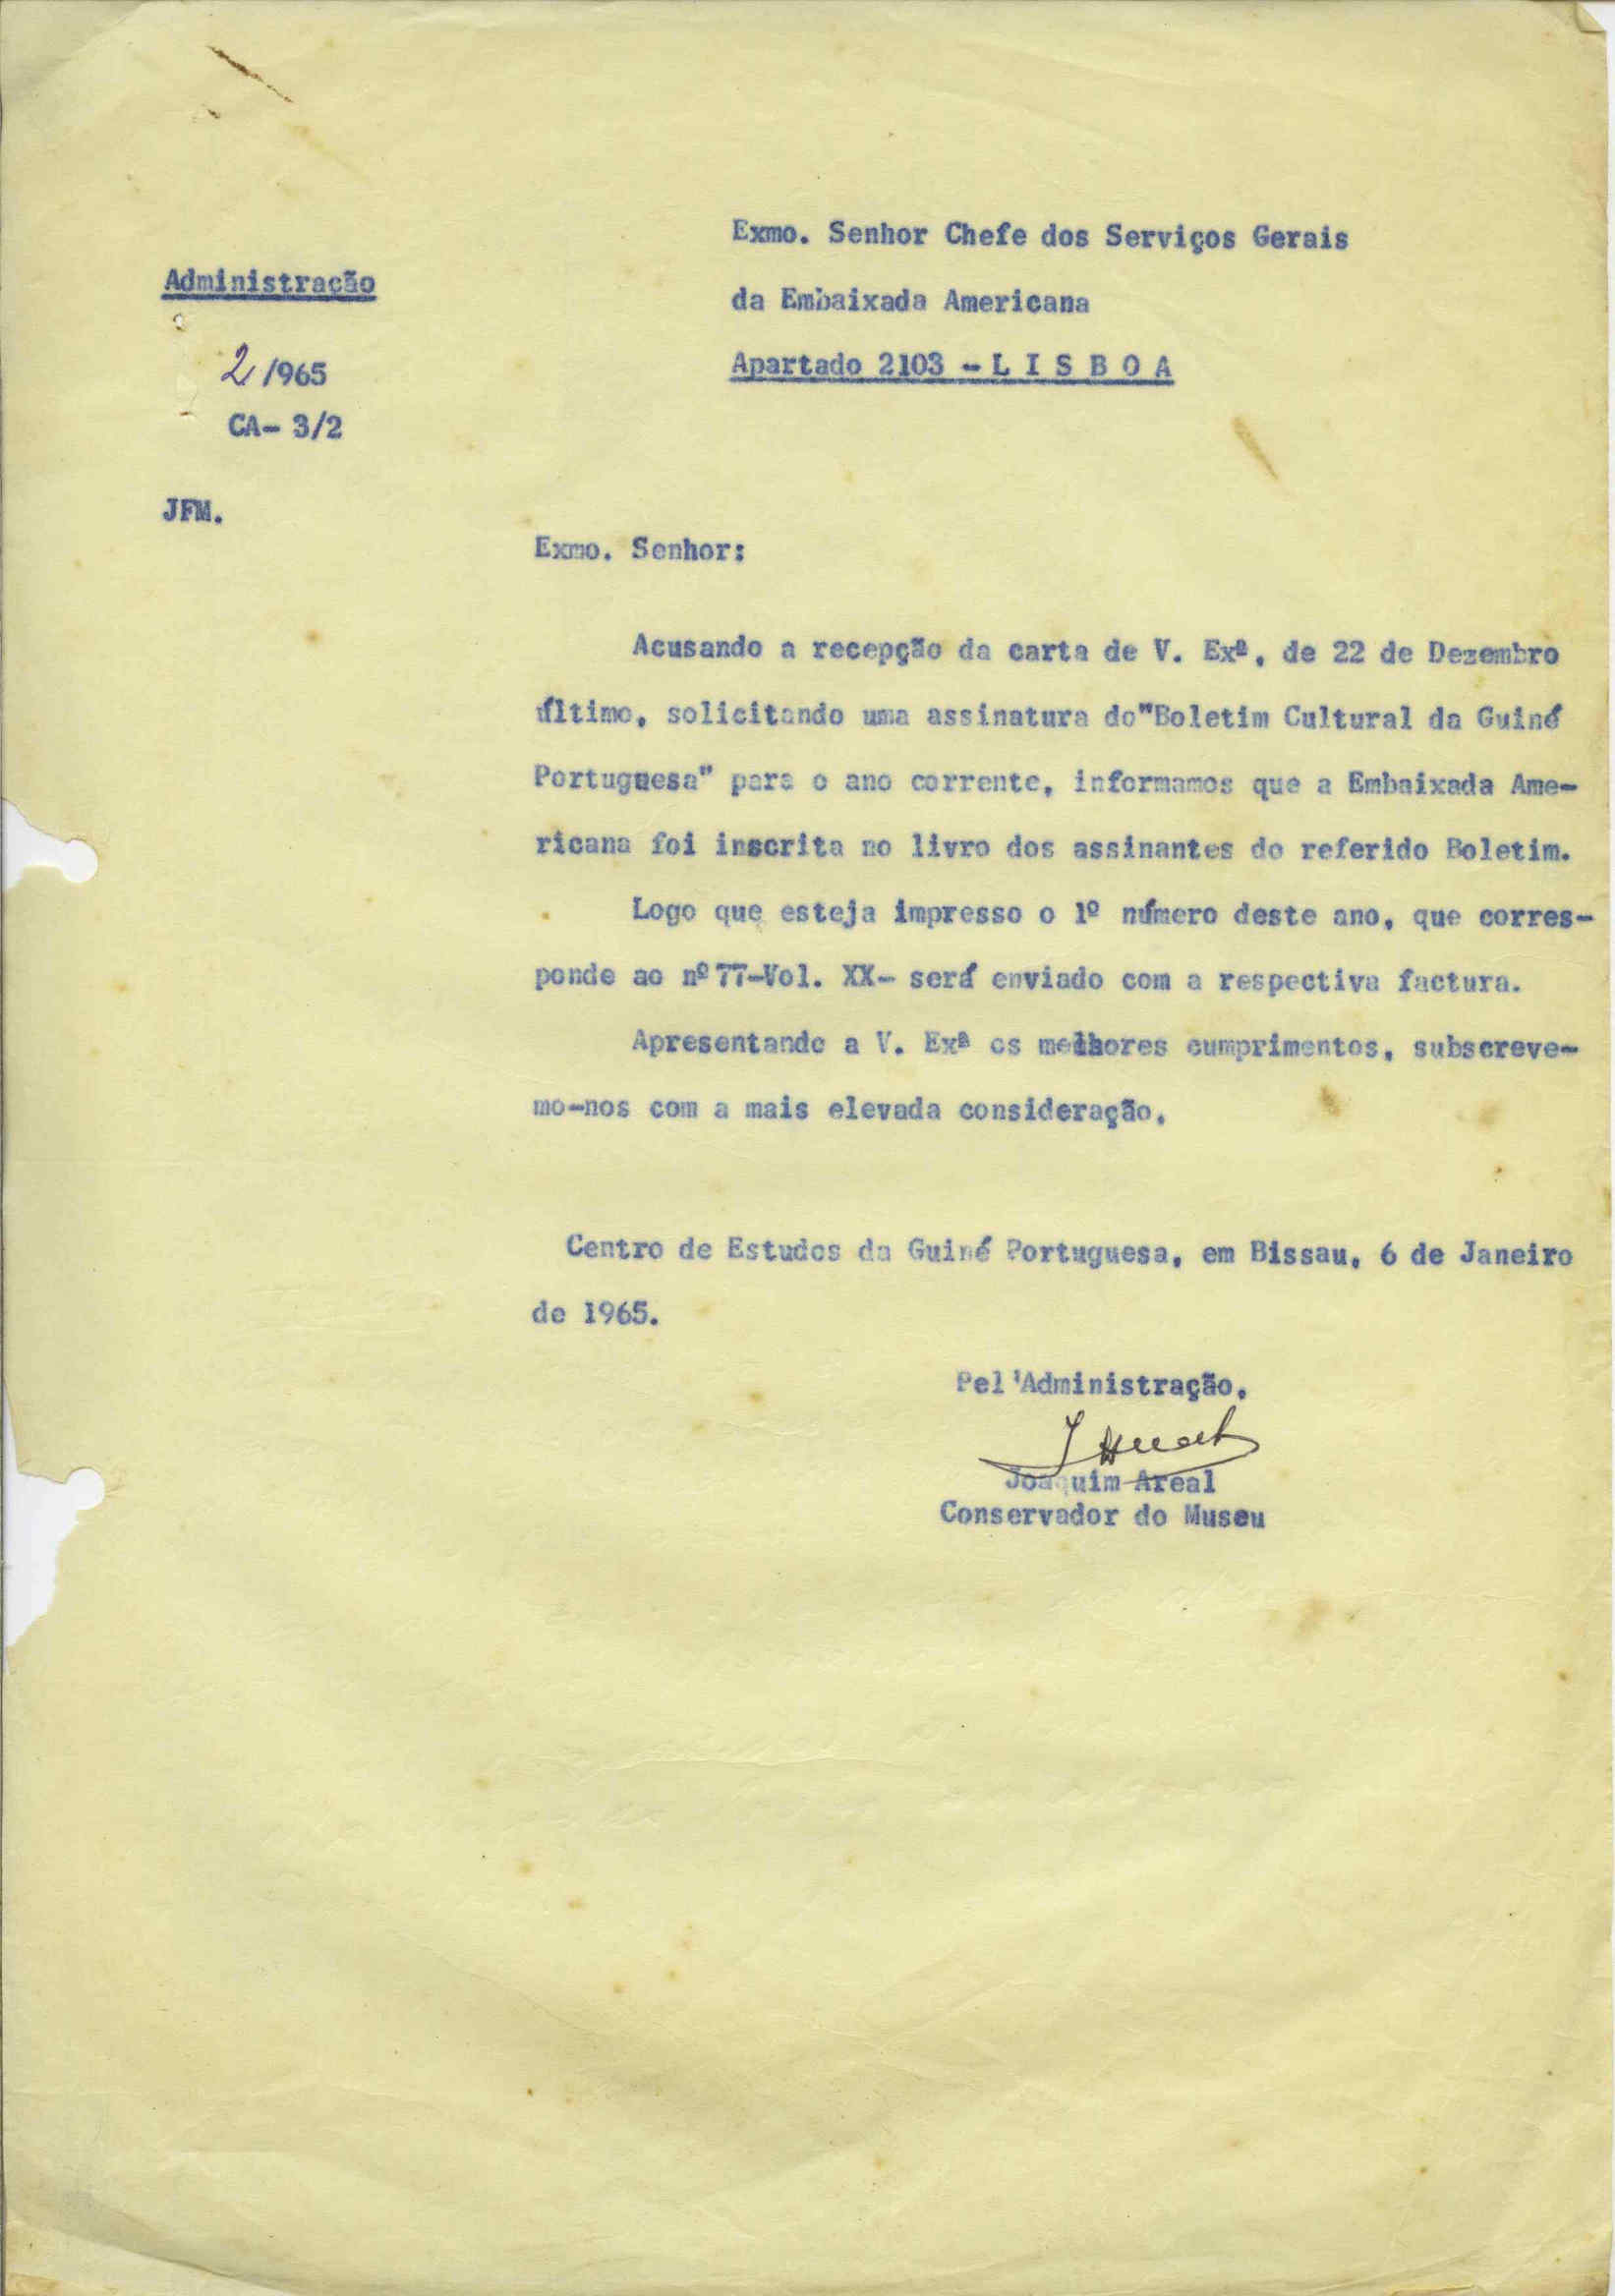 Exmo. Senhor Chefe dos Serviços Gerais
da Embaixada Americana
Apartado 2103 - L I S B O A
Administração
2/965
CA- 3/2
JFM.
Exmo. Senhor:
Acusando a recepção da carta de V. Exª, de 22 de Dezembro
último, solicitando uma assinatura do"Boletim Cultural da Guiné
Portuguesa" para o ano corrente, informamos que a Embaixada Ame-
ricana foi inscrita no livro dos assinantes do referido Boletim.
Logo que esteja impresso o 1º número deste ano, que corres-
ponde ao nº 77-Vol. XX- será enviado com a respectiva factura.
Apresentando a V. Exª os melhores cumprimentos, subscreve-
mo-nos com a mais elevada consideração.
Centro de Estudos da Guiné Portuguesa, em Bissau, 6 de Janeiro
de 1965.
Pel'Administração,
Joaquim Areal
Conservador do Museu